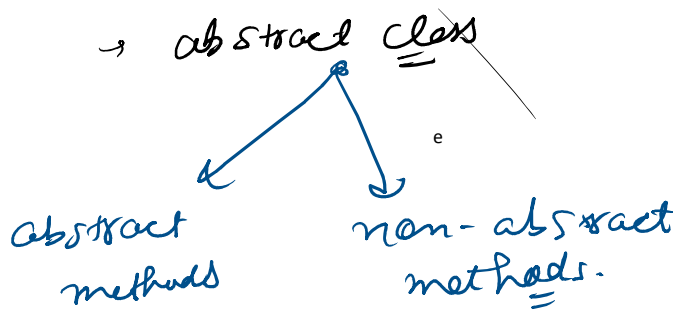 → abstract class
e
abstract
methods
non-abstract
methods.